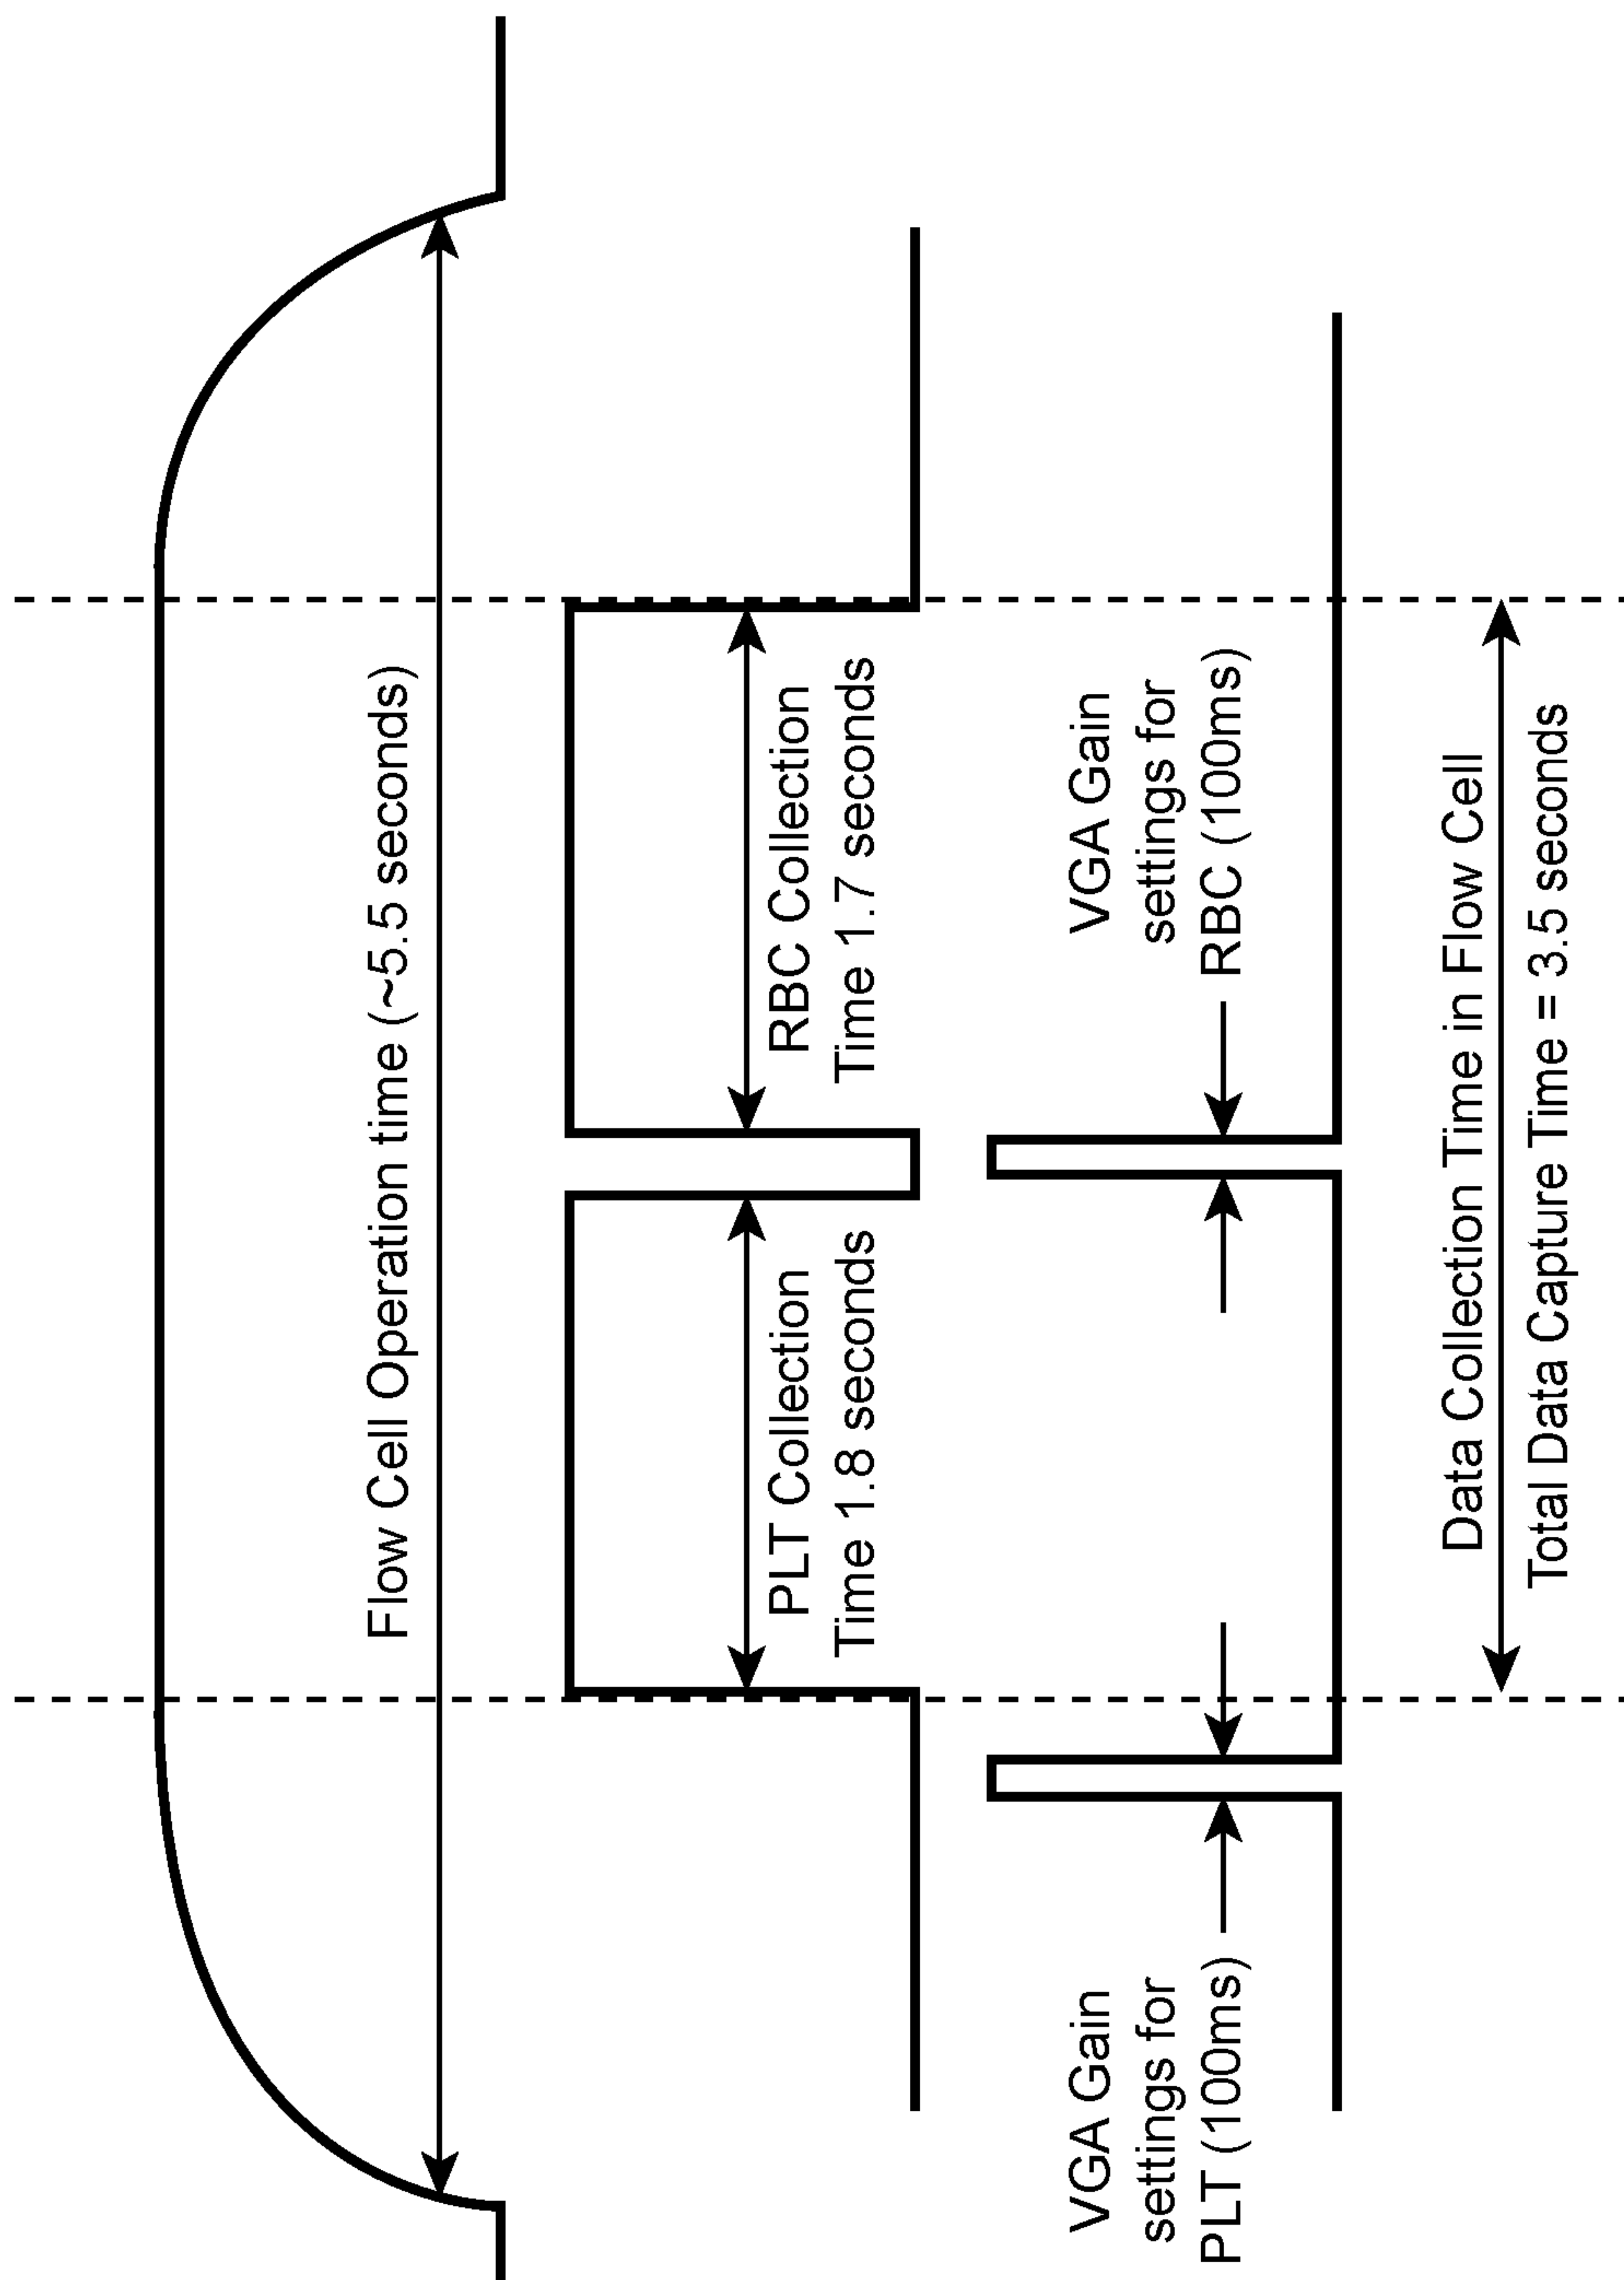 Flow Cell Operation time (~5.5 seconds)
PLT Collection
Time 1.8 seconds
RBC Collection
Time 1.7 seconds
VGA Gain
settings for
PLT (100ms)
VGA Gain
settings for
RBC (100ms)
Data Collection Time in Flow Cell
Total Data Capture Time = 3.5 seconds